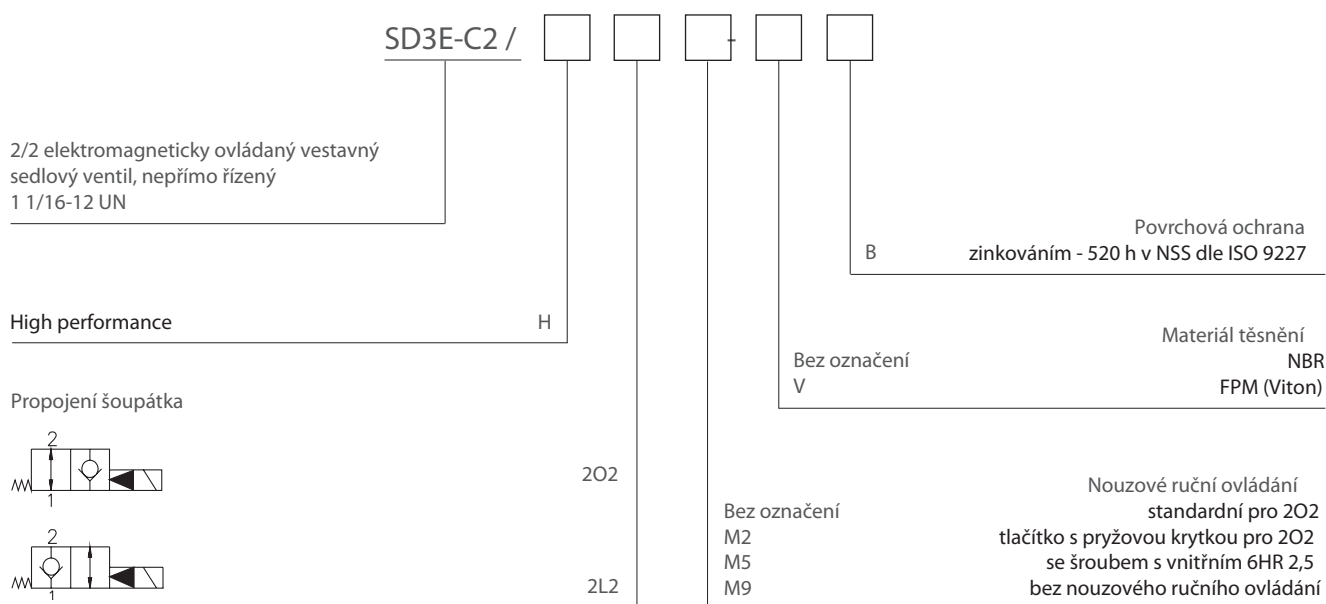 SD3E-C2 / -
2/2 elektromagneticky ovládaný vestavný
sedlový ventil, nepřímo řízený
1 1/16-12 UN
Povrchová ochrana
B zinkováním - 520 h v NSS dle ISO 9227
High performance H
Materiál těsnění
Bez označení NBR
V FPM (Viton)
Propojení šoupátka
2
1
2O2
Nouzové ruční ovládání
Bez označení standardní pro 2O2
M2 tlačítko s pryžovou krytkou pro 2O2
M5 se šroubem s vnitřním 6HR 2,5
M9 bez nouzového ručního ovládání
2
1
2L2